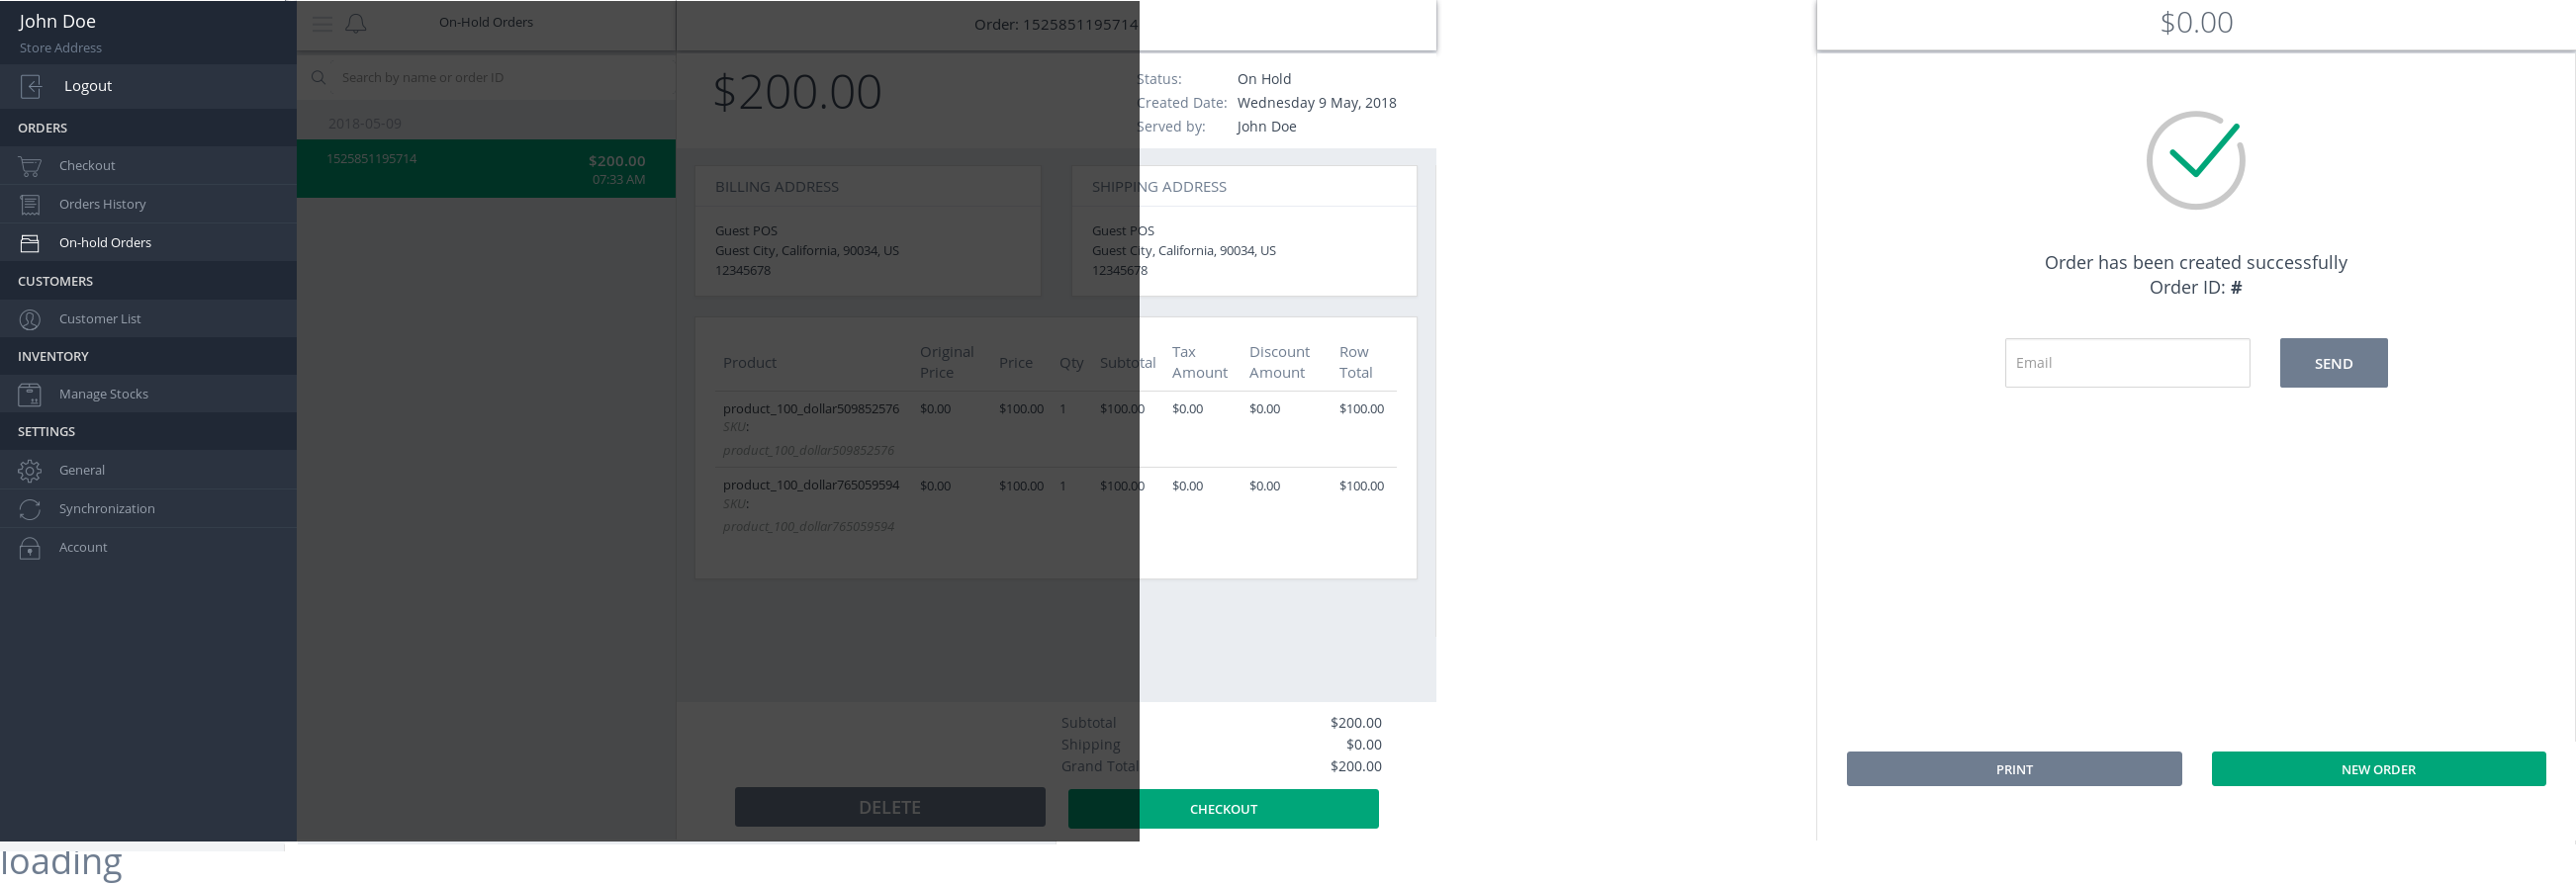 John Doe
Store Address
Logout
ORDERS
Checkout
Orders History
On-hold Orders
CUSTOMERS
Customer List
INVENTORY
Manage Stocks
SETTINGS
General
Synchronization
Account
On-Hold Orders
Search by name or order ID
2018-05-09
1525851195714 $200.00
07:33 AM
Order: 1525851195714
$200.00
Status: On Hold
Created Date: Wednesday 9 May, 2018
Served by: John Doe
BILLING ADDRESS
Guest POS
Guest City, California, 90034, US
12345678
SHIPPING ADDRESS
Guest POS
Guest City, California, 90034, US
12345678
Product Original Price Price Qty Subtotal Tax Amount Discount Amount Row Total
product_100_dollar509852576 $0.00 $100.00 1 $100.00 $0.00 $0.00 $100.00
SKU:
product_100_dollar509852576
product_100_dollar765059594 $0.00 $100.00 1 $100.00 $0.00 $0.00 $100.00
SKU:
product_100_dollar765059594
Subtotal $200.00
Shipping $0.00
Grand Total $200.00
DELETE CHECKOUT
$0.00
Order has been created successfully
Order ID: #
Email SEND
PRINT NEW ORDER
loading